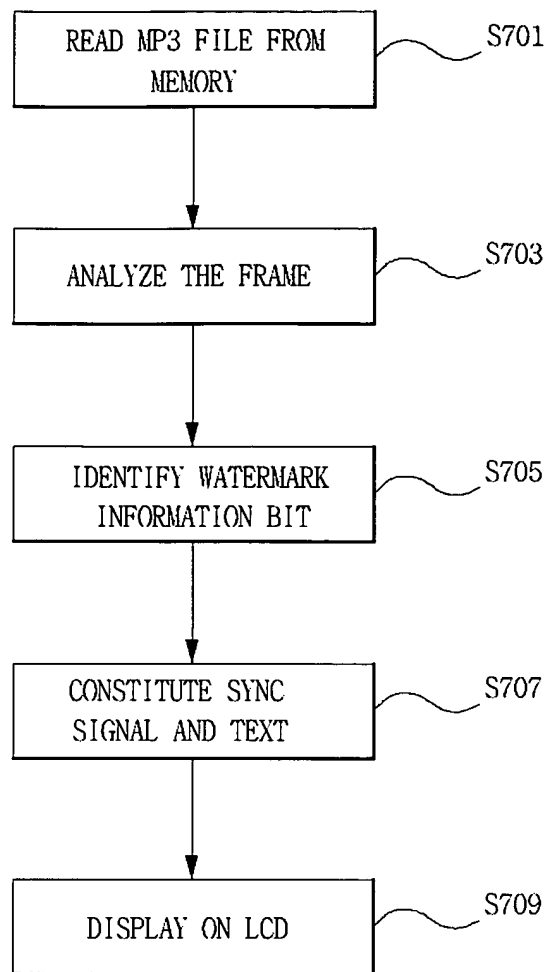 READ MP3 FILE FROM
MEMORY
S701
ANALYZE THE FRAME
S703
IDENTIFY WATERMARK
INFORMATION BIT
S705
CONSTITUTE SYNC
SIGNAL AND TEXT
S707
DISPLAY ON LCD
S709